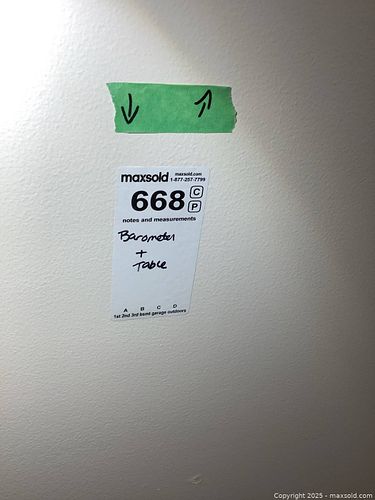 ↓ ↑
maxsold maxsold.com
1-877-257-7799
668 C
P
notes and measurements
Barometer
+
Table
A B C D
1st 2nd 3rd bsmt garage outdoors
Copyright 2025 - maxsold.com